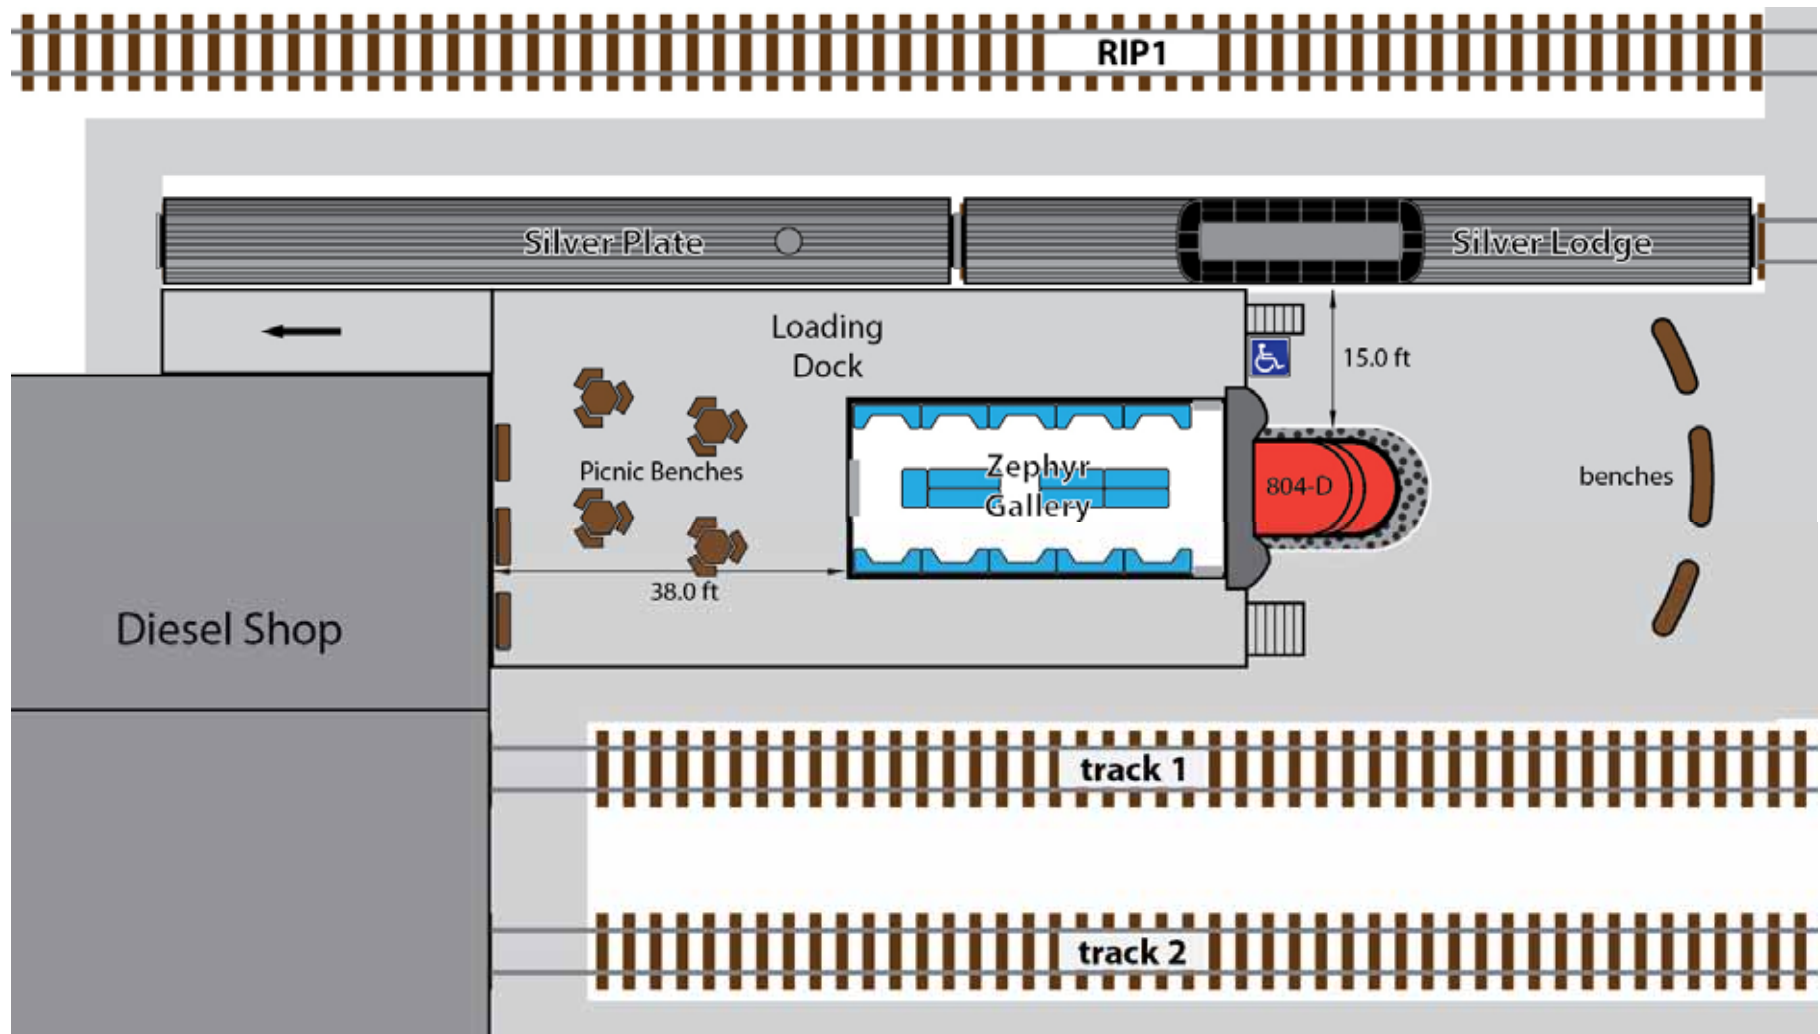 RIP1
Silver Plate
Silver Lodge
Loading
Dock
15.0 ft
Picnic Benches
Zephyr
Gallery
804-D
benches
38.0 ft
Diesel Shop
track 1
track 2